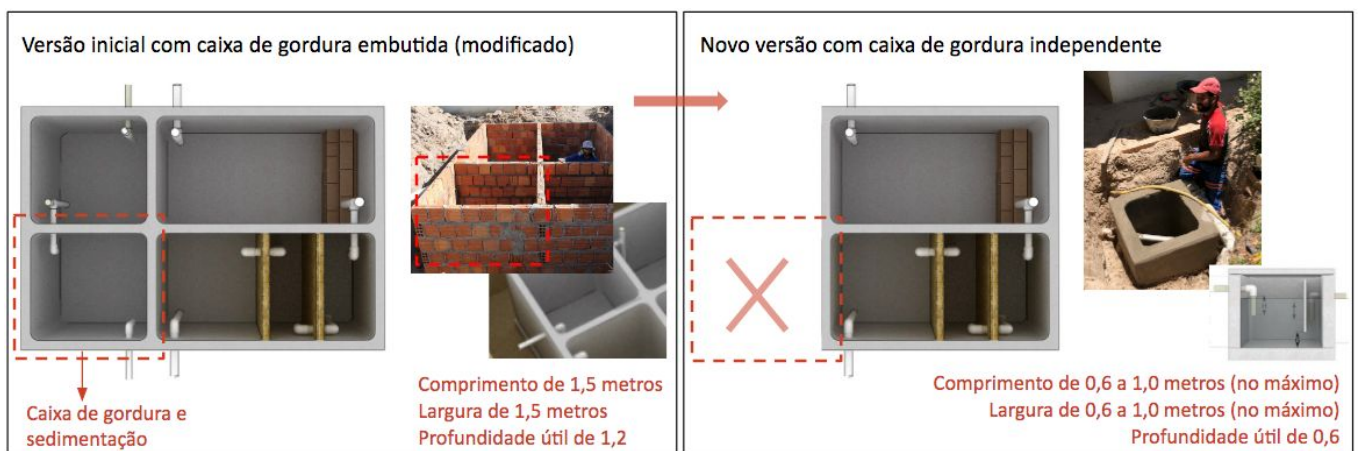 Versão inicial com caixa de gordura embutida (modificado)
Caixa de gordura e
sedimentação
Comprimento de 1,5 metros
Largura de 1,5 metros
Profundidade útil de 1,2
Novo versão com caixa de gordura independente
Comprimento de 0,6 a 1,0 metros (no máximo)
Largura de 0,6 a 1,0 metros (no máximo)
Profundidade útil de 0,6